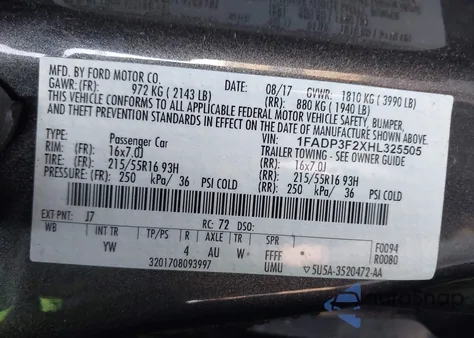 MFD. BY FORD MOTOR CO.
DATE: 08/17 GVWR: 1810 KG (3990 LB)
GAWR: (FR): 972 KG (2143 LB) (RR): 880 KG (1940 LB)
THIS VEHICLE CONFORMS TO ALL APPLICABLE FEDERAL MOTOR VEHICLE SAFETY, BUMPER,
AND THEFT PREVENTION STANDARDS IN EFFECT ON THE DATE OF MANUFACTURE SHOWN ABOVE.
VIN: 1FADP3F2XHL325505
TYPE: Passenger Car TRAILER TOWING - SEE OWNER GUIDE
RIM: (FR) 16x7.0J (RR) 16x7.0J
TIRE: (FR) 215/55R16 93H (RR) 215/55R16 93H
PRESSURE: (FR) 250 kPa/ 36 PSI COLD (RR) 250 kPa/ 36 PSI COLD
EXT PNT: J7 RC: 72 DSO:
WB INT TR TP/PS R AXLE TR SPR F0094
YW 4 AU W FFFF R0080
3201708093997 UMU 5U5A-3520472-AA
AutoSnap